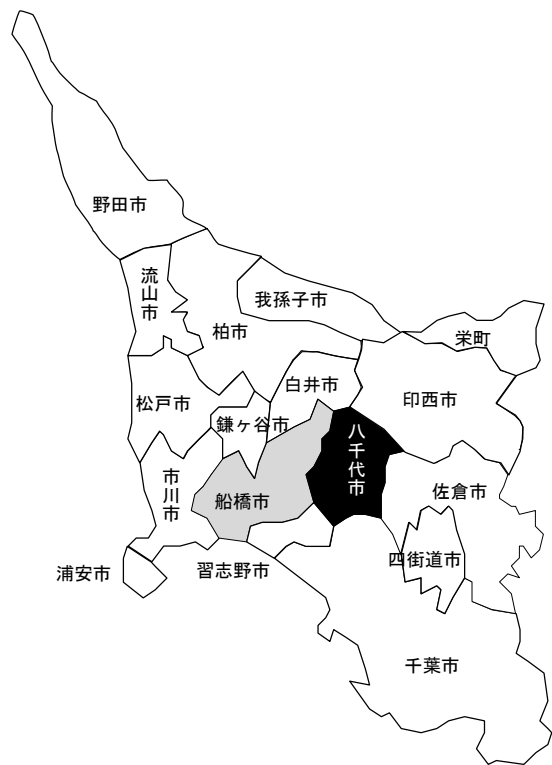 野田市
流山市
我孫子市
柏市
栄町
白井市
印西市
松戸市
鎌ヶ谷市
八千代市
市川市
船橋市
佐倉市
四街道市
浦安市
習志野市
千葉市